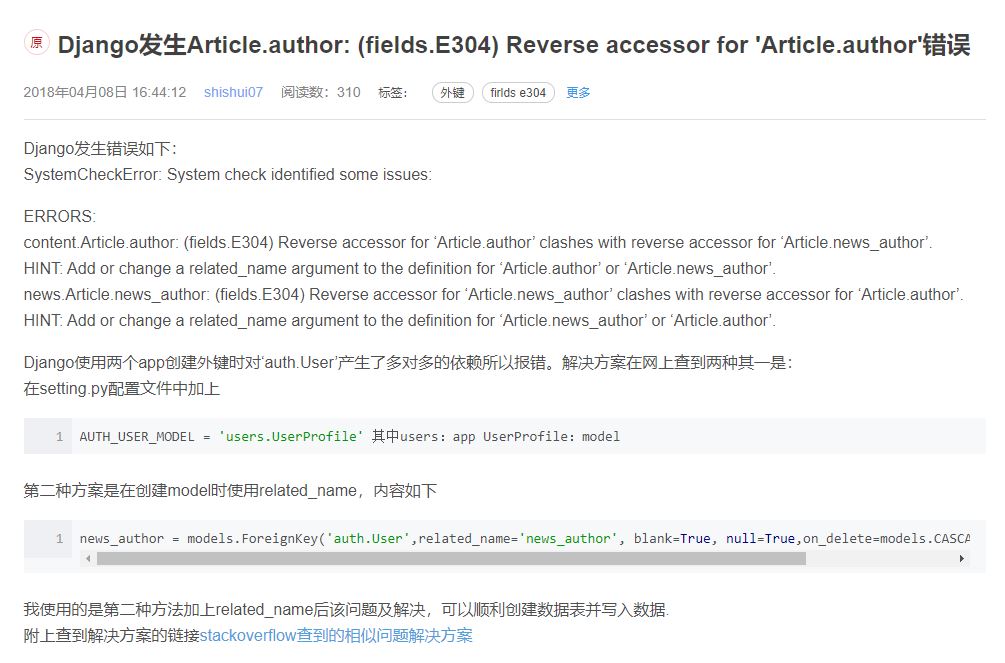 原 Django发生Article.author: (fields.E304) Reverse accessor for 'Article.author'错误
2018年04月08日 16:44:12 shishui07 阅读数：310 标签： 外键 firlds e304 更多
Django发生错误如下：
SystemCheckError: System check identified some issues:
ERRORS:
content.Article.author: (fields.E304) Reverse accessor for ‘Article.author’ clashes with reverse accessor for ‘Article.news_author’.
HINT: Add or change a related_name argument to the definition for ‘Article.author’ or ‘Article.news_author’.
news.Article.news_author: (fields.E304) Reverse accessor for ‘Article.news_author’ clashes with reverse accessor for ‘Article.author’.
HINT: Add or change a related_name argument to the definition for ‘Article.news_author’ or ‘Article.author’.
Django使用两个app创建外键时对‘auth.User’产生了多对多的依赖所以报错。解决方案在网上查到两种其一是：
在setting.py配置文件中加上
1 AUTH_USER_MODEL = 'users.UserProfile' 其中users：app UserProfile：model
第二种方案是在创建model时使用related_name，内容如下
1 news_author = models.ForeignKey('auth.User',related_name='news_author', blank=True, null=True,on_delete=models.CASCA
我使用的是第二种方法加上related_name后该问题及解决，可以顺利创建数据表并写入数据.
附上查到解决方案的链接stackoverflow查到的相似问题解决方案